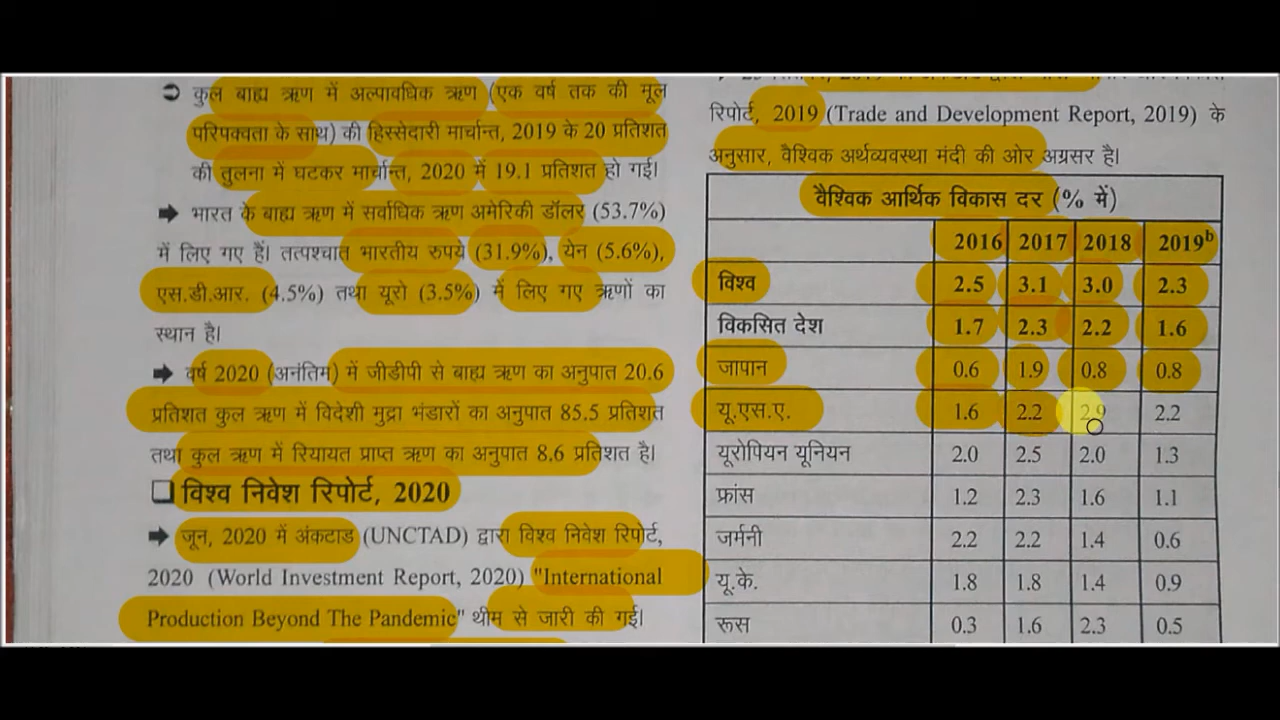 ➲ कुल बाह्य ऋण में अल्पावधिक ऋण (एक वर्ष तक की मूल
परिपक्वता के साथ) की हिस्सेदारी मार्चान्त, 2019 के 20 प्रतिशत
की तुलना में घटकर मार्चान्त, 2020 में 19.1 प्रतिशत हो गई।
➡ भारत के बाह्य ऋण में सर्वाधिक ऋण अमेरिकी डॉलर (53.7%)
में लिए गए हैं। तत्पश्चात भारतीय रुपये (31.9%), येन (5.6%),
एस.डी.आर. (4.5%) तथा यूरो (3.5%) में लिए गए ऋणों का
स्थान है।
➡ वर्ष 2020 (अनंतिम) में जीडीपी से बाह्य ऋण का अनुपात 20.6
प्रतिशत कुल ऋण में विदेशी मुद्रा भंडारों का अनुपात 85.5 प्रतिशत
तथा कुल ऋण में रियायत प्राप्त ऋण का अनुपात 8.6 प्रतिशत है।
❑ विश्व निवेश रिपोर्ट, 2020
➡ जून, 2020 में अंकटाड (UNCTAD) द्वारा विश्व निवेश रिपोर्ट,
2020 (World Investment Report, 2020) "International
Production Beyond The Pandemic" थीम से जारी की गई।
रिपोर्ट, 2019 (Trade and Development Report, 2019) के
अनुसार, वैश्विक अर्थव्यवस्था मंदी की ओर अग्रसर है।
वैश्विक आर्थिक विकास दर (% में)
2016 2017 2018 2019ᵇ
विश्व 2.5 3.1 3.0 2.3
विकसित देश 1.7 2.3 2.2 1.6
जापान 0.6 1.9 0.8 0.8
यू.एस.ए. 1.6 2.2 2.9 2.2
यूरोपियन यूनियन 2.0 2.5 2.0 1.3
फ्रांस 1.2 2.3 1.6 1.1
जर्मनी 2.2 2.2 1.4 0.6
यू.के. 1.8 1.8 1.4 0.9
रूस 0.3 1.6 2.3 0.5